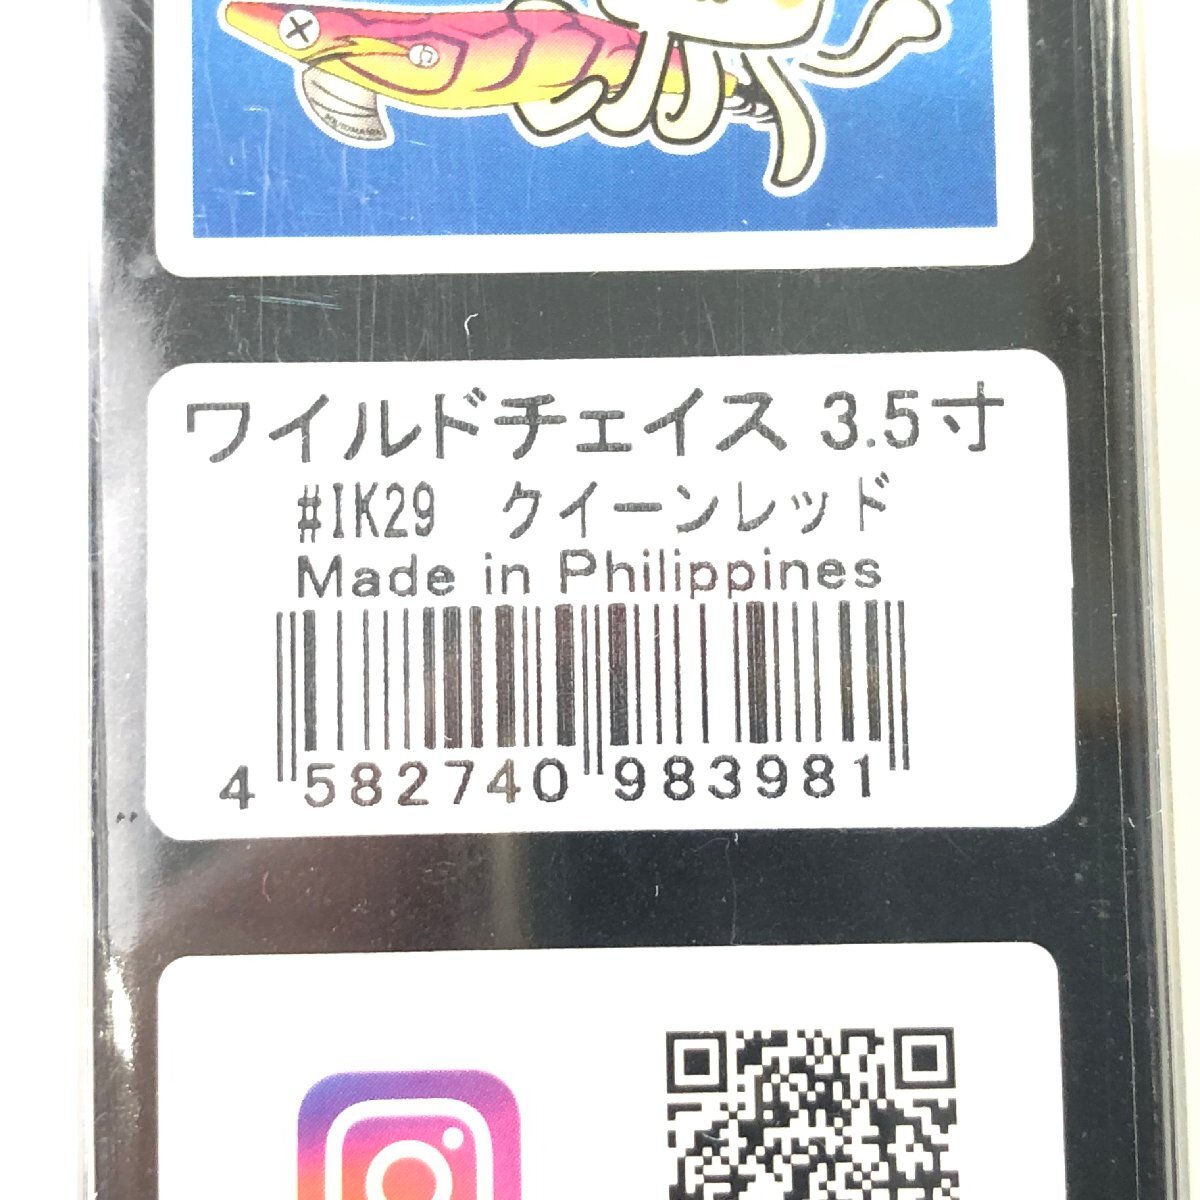 ワイルドチェイス 3.5寸
#IK29 クイーンレッド
Made in Philippines
4 582740 983981